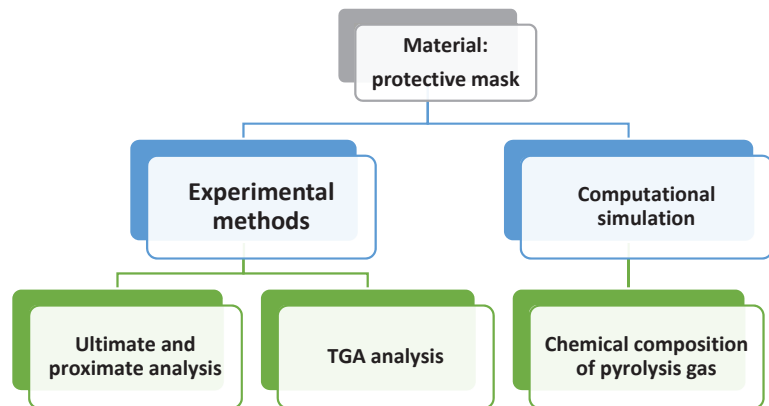 Material:
protective mask
Experimental
methods
Computational
simulation
Ultimate and
proximate analysis
TGA analysis
Chemical composition
of pyrolysis gas